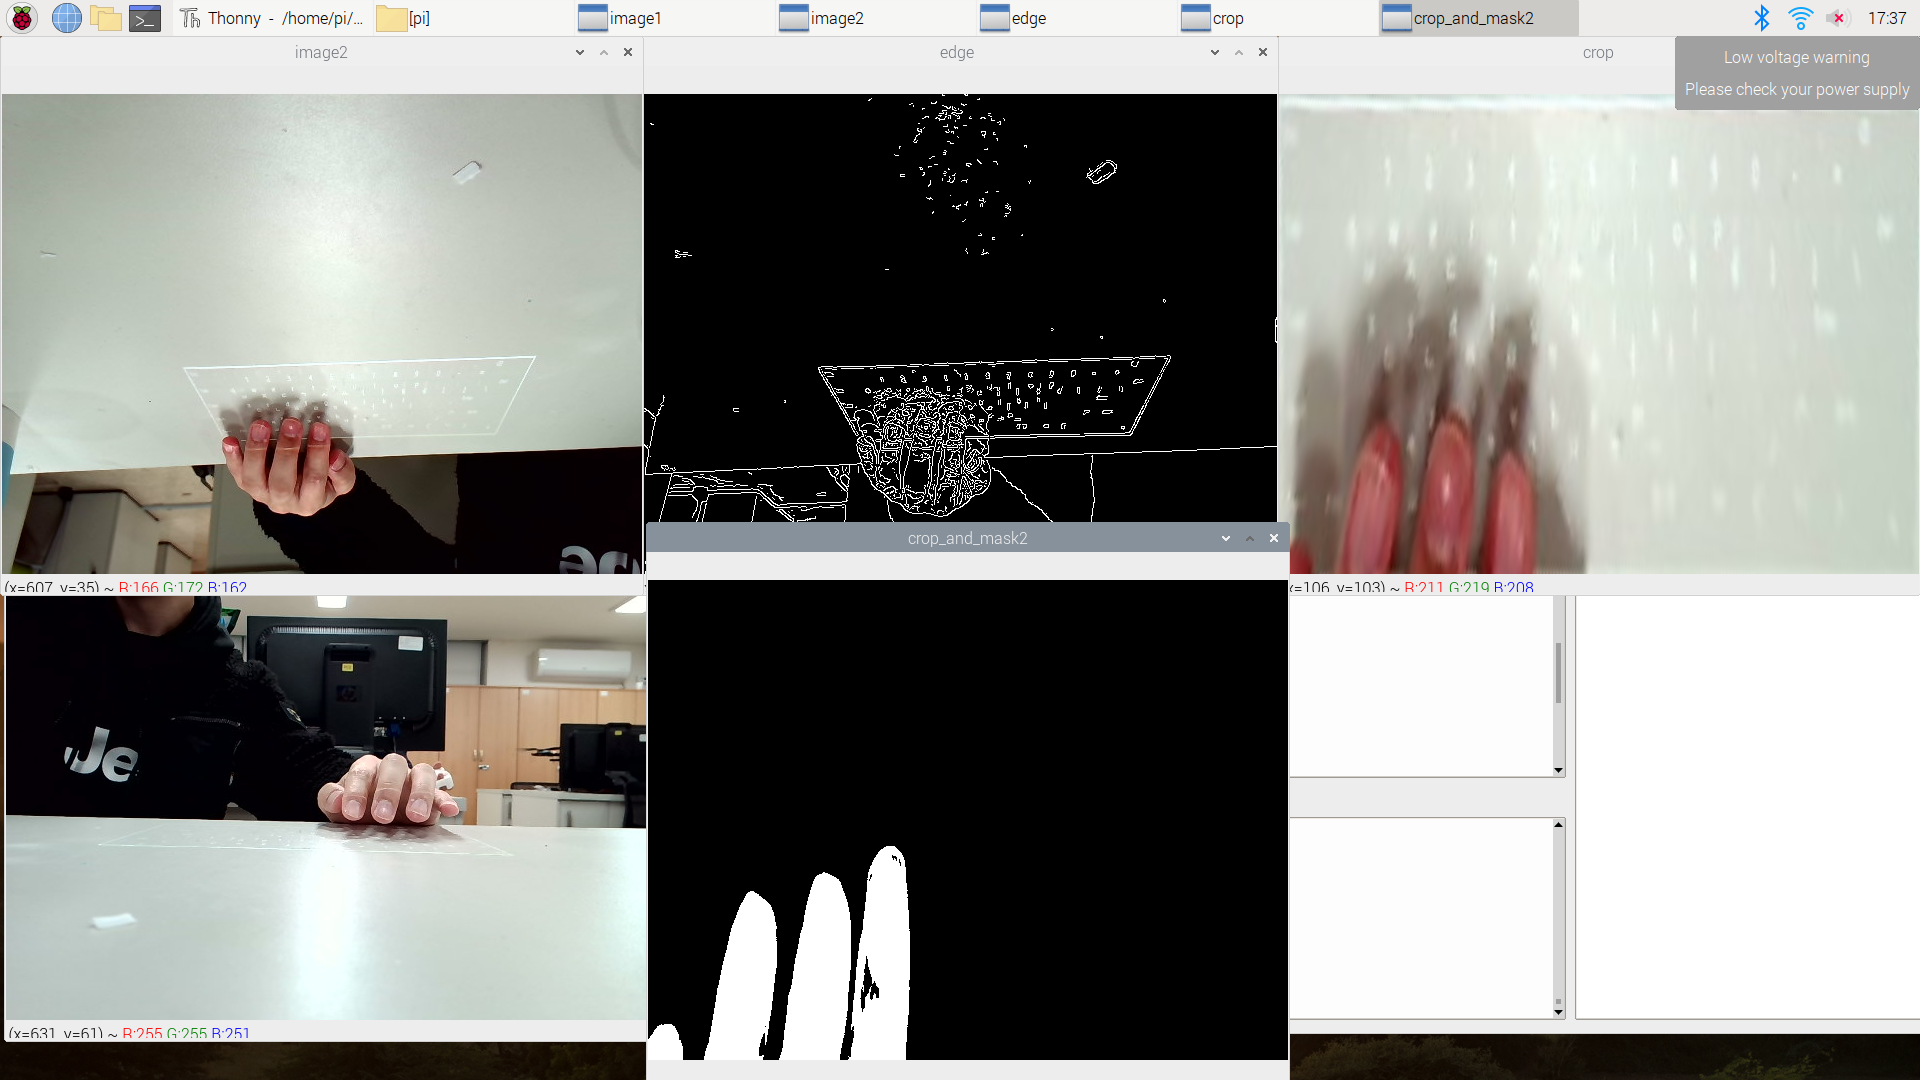 Thonny - /home/pi/...
[pi]
image1
image2
edge
crop
crop_and_mask2
17:37
image2
edge
crop
Low voltage warning
Please check your power supply
(x=607, y=35) ~ R:166 G:172 B:162
crop_and_mask2
x=106, y=103) ~ R:211 G:219 B:208
Je
(x=631, y=61) ~ R:255 G:255 B:251